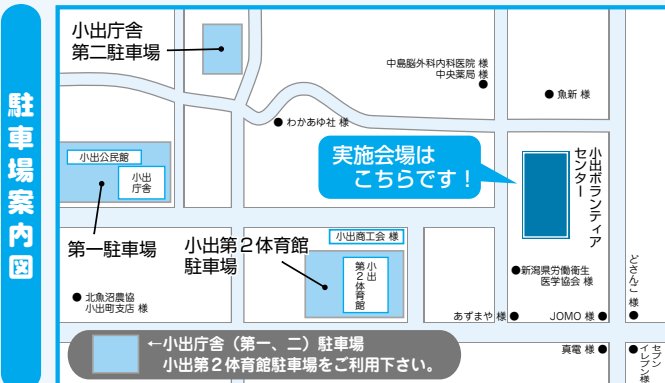 駐車場案内図
小出庁舎
第二駐車場
中島脳外科内科医院 様
中央薬局 様
魚新 様
わかあゆ社 様
実施会場は
こちらです！
小出ボランティア
センター
小出公民館
小出
庁舎
第一駐車場
小出第２体育館
駐車場
小出商工会 様
小出
第２体育館
新潟県労働衛生
医学協会 様
どさんこ 様
北魚沼農協
小出町支店 様
あずまや 様
JOMO 様
真電 様
セブン
イレブン 様
←小出庁舎（第一、二）駐車場
小出第２体育館駐車場をご利用下さい。